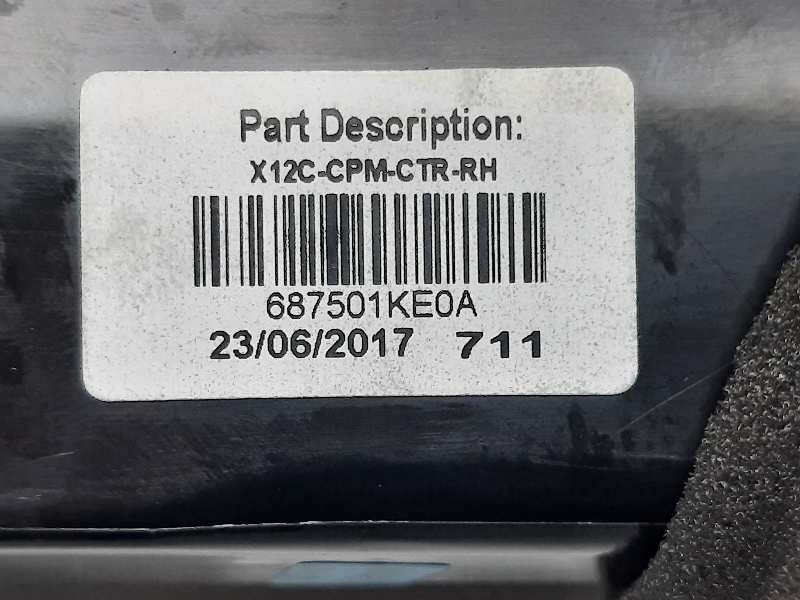 Part Description:
X12C-CPM-CTR-RH
687501KE0A
23/06/2017 711